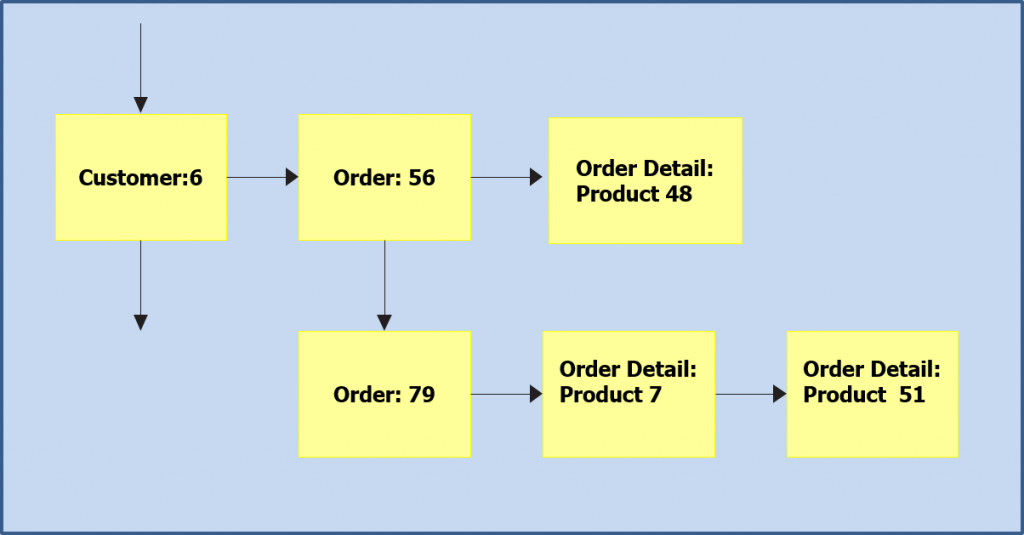 Customer:6
Order: 56
Order Detail:
Product 48
Order: 79
Order Detail:
Product 7
Order Detail:
Product  51